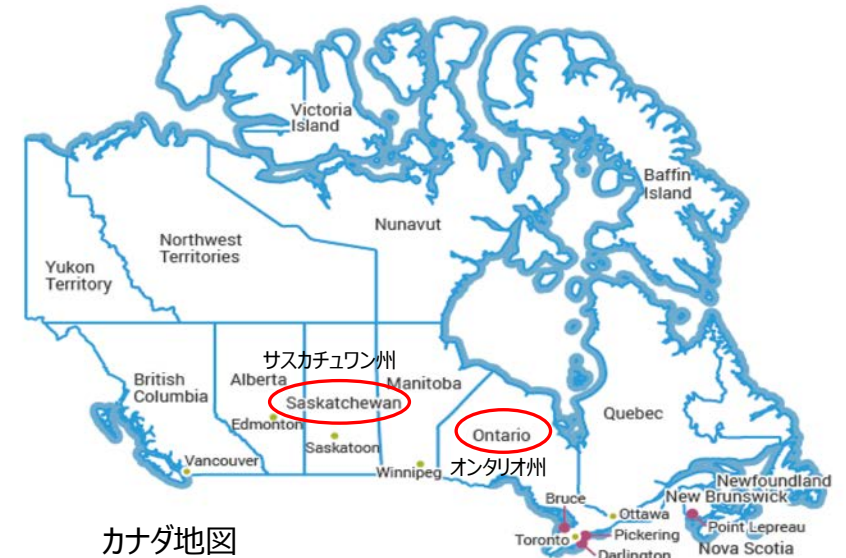 Victoria
Island
Baffin
Island
Nunavut
Northwest
Territories
Yukon
Territory
サスカチュワン州
British
Columbia
Alberta
Manitoba
Saskatchewan
Edmonton
Saskatoon
Quebec
Ontario
オンタリオ州
Vancouver
Winnipeg
Newfoundland
New Brunswick
Bruce
Ottawa
Point Lepreau
Toronto
Pickering
Nova Scotia
Darlington
カナダ地図